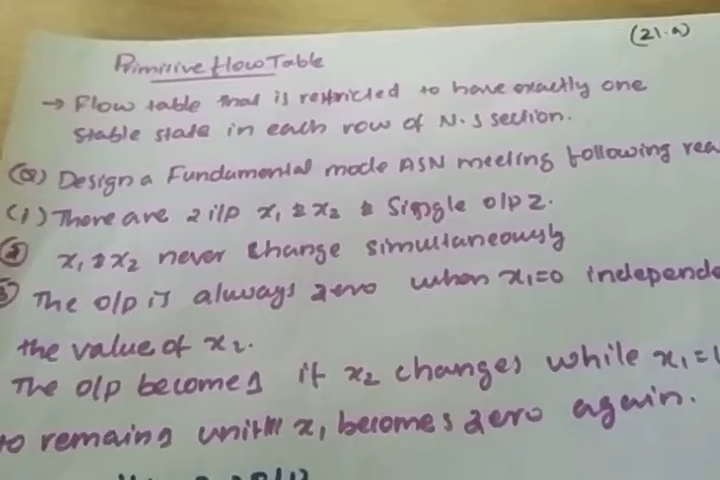 (21.a)
Primitive flow Table
→ Flow table that is restricted to have exactly one
stable state in each row of N.S section.
(Q) Design a Fundamental mode ASN meeting following rea
(1) There are 2 i/p x₁ & x₂ & Single o/p Z.
② x₁ & x₂ never change simultaneously
The o/p is always zero when x₁=0 independe
the value of x₂.
The o/p becomes 1 if x₂ changes while x₁=1
to remains until x₁ becomes zero again.